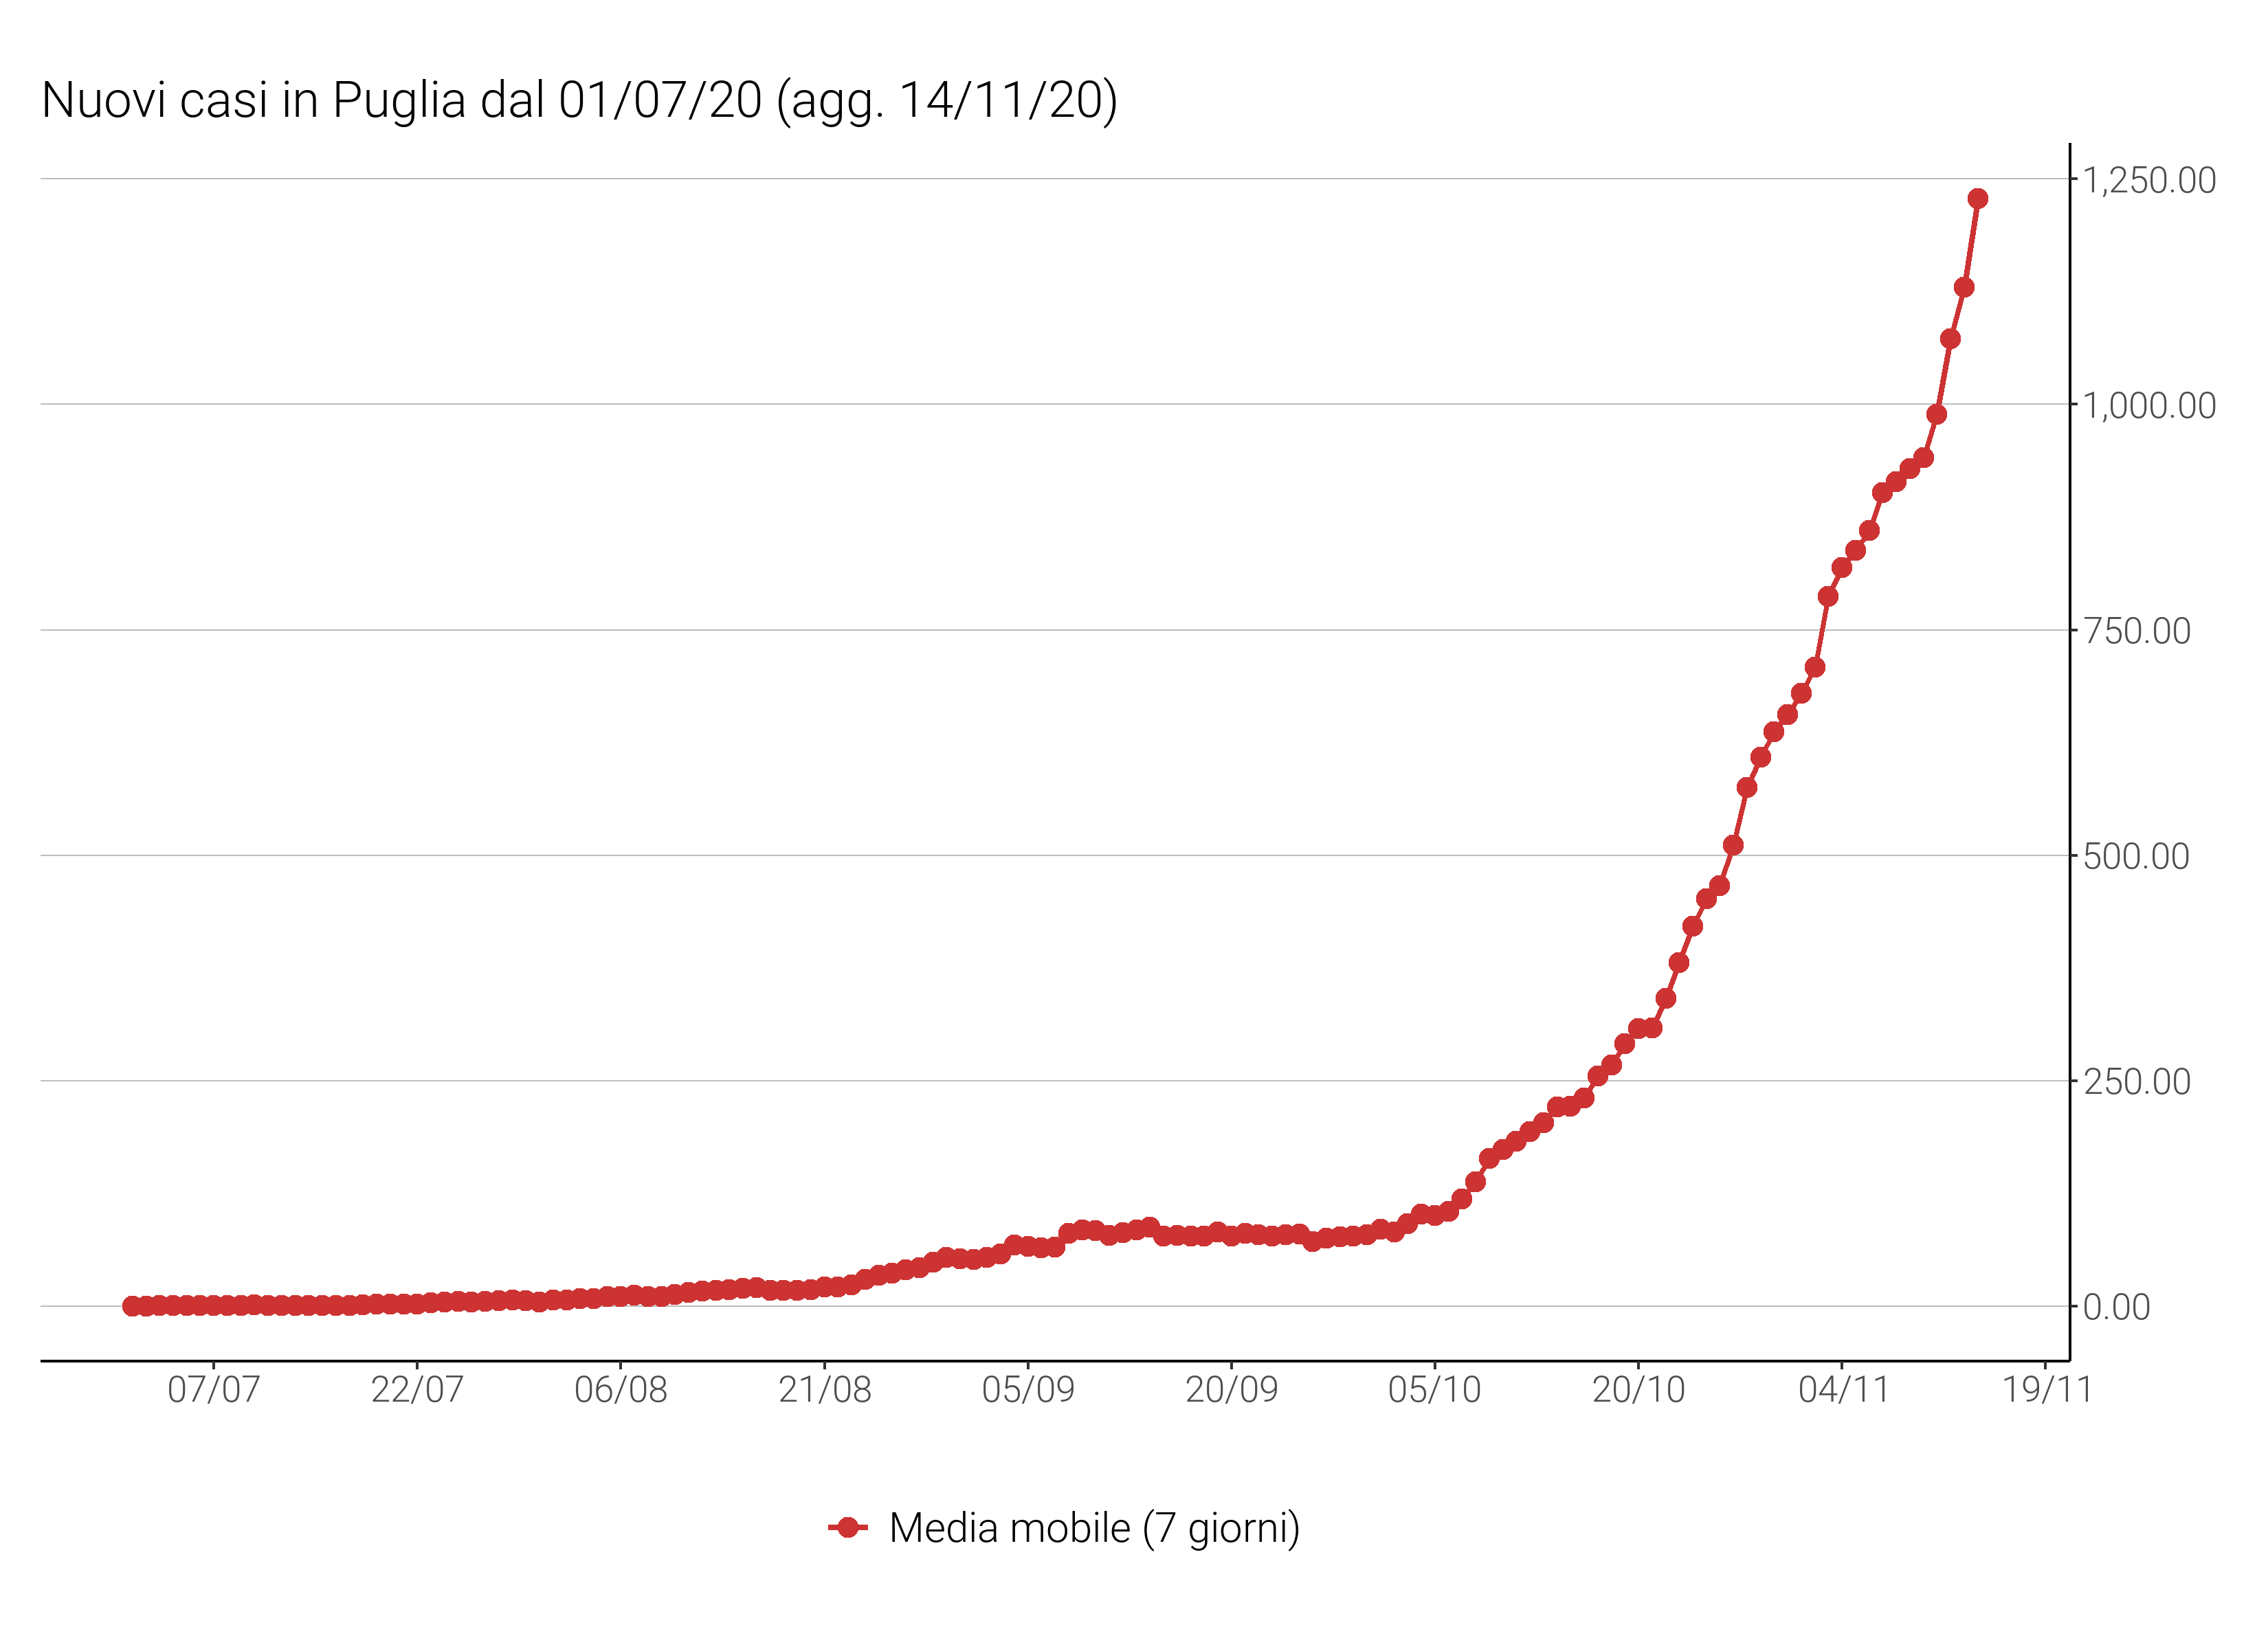 Nuovi casi in Puglia dal 01/07/20 (agg. 14/11/20)
1,250.00
1,000.00
750.00
500.00
250.00
0.00
07/07 22/07 06/08 21/08 05/09 20/09 05/10 20/10 04/11 19/11
Media mobile (7 giorni)